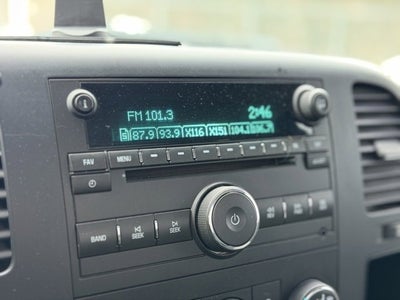 FM 101.3 2:46
87.9 93.9 X116 X151 104.1
FAV MENU
BAND SEEK SEEK